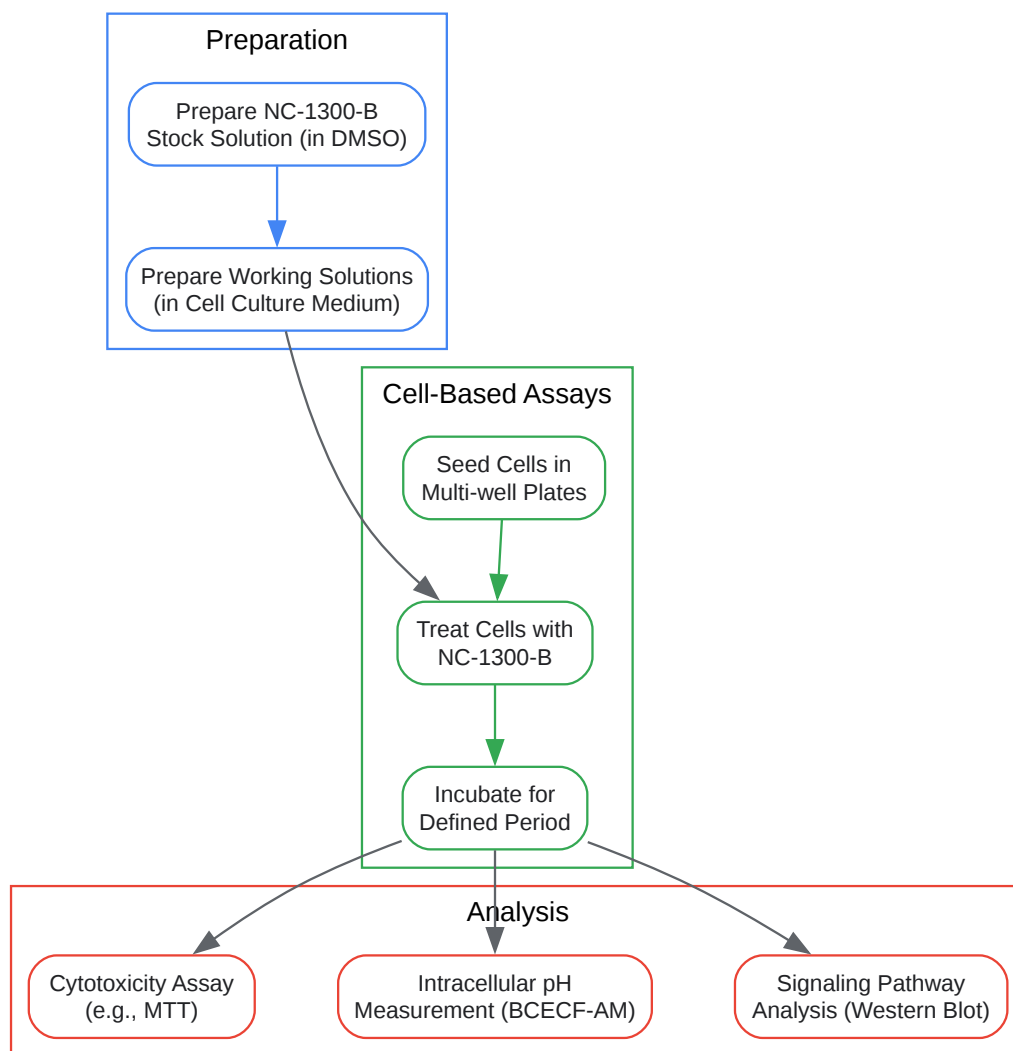 Preparation
Prepare NC-1300-B
Stock Solution (in DMSO)
Prepare Working Solutions
(in Cell Culture Medium)
Cell-Based Assays
Seed Cells in
Multi-well Plates
Treat Cells with
NC-1300-B
Incubate for
Defined Period
Analysis
Cytotoxicity Assay
(e.g., MTT)
Intracellular pH
Measurement (BCECF-AM)
Signaling Pathway
Analysis (Western Blot)